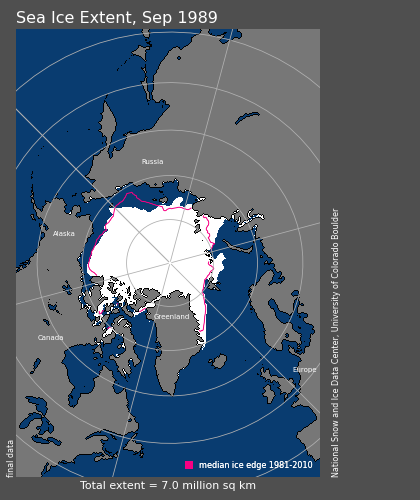 Sea Ice Extent, Sep 1989
Russia
Alaska
Greenland
Canada
Europe
National Snow and Ice Data Center, University of Colorado Boulder
final data
median ice edge 1981-2010
Total extent = 7.0 million sq km